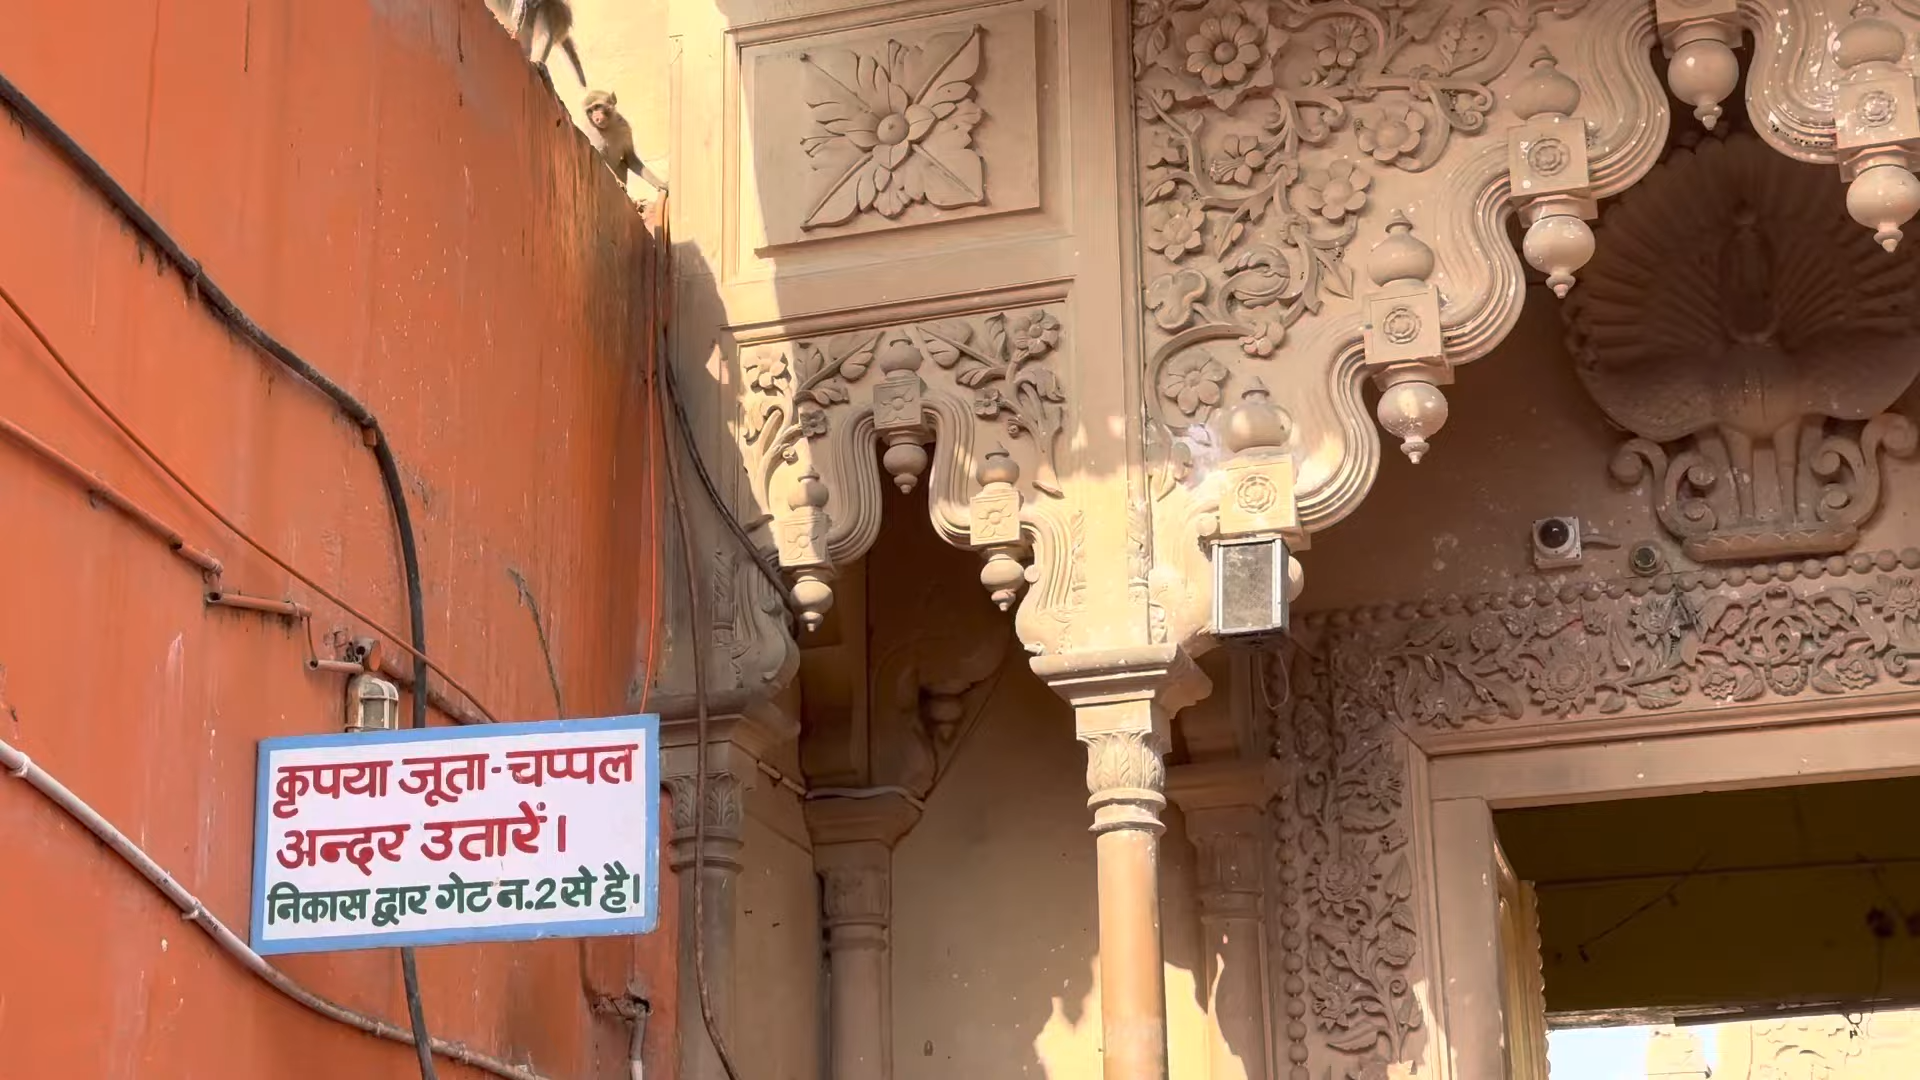 कृपया जूता-चप्पल
अन्दर उतारें।
निकास द्वार गेट न.2 से है।